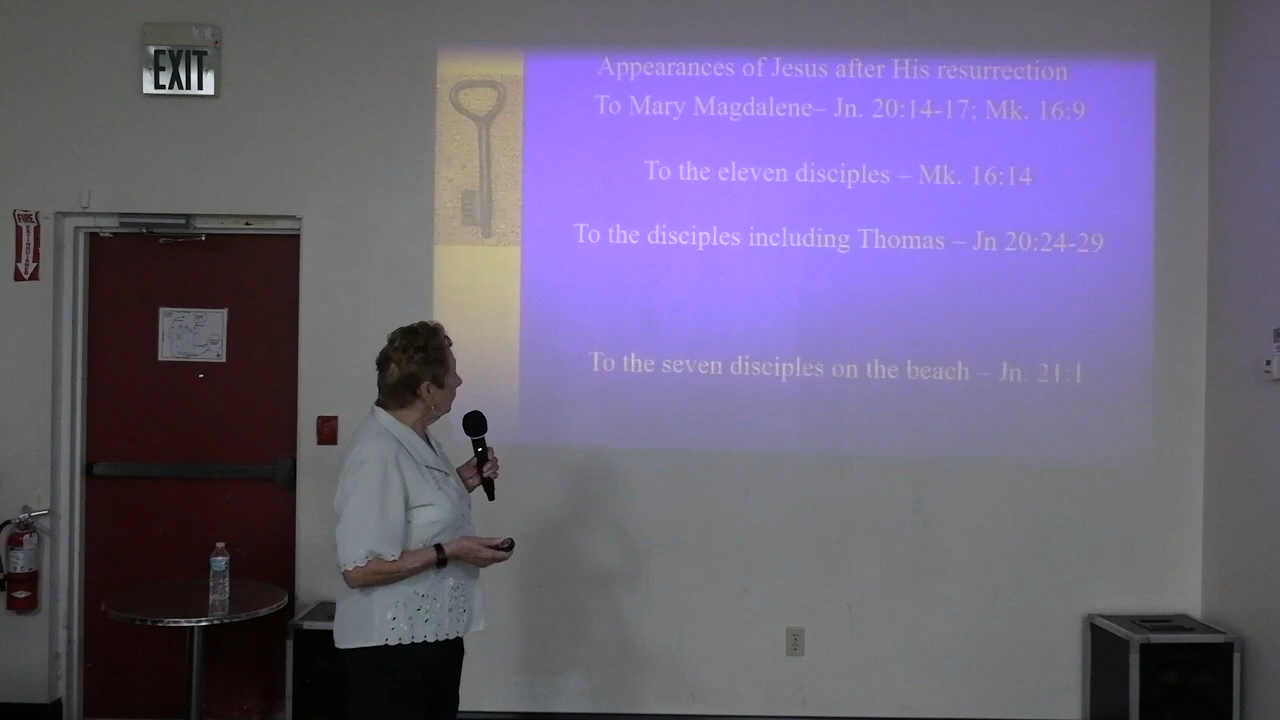 EXIT
Appearances of Jesus after His resurrection
To Mary Magdalene– Jn. 20:14-17; Mk. 16:9
To the eleven disciples – Mk. 16:14
To the disciples including Thomas – Jn 20:24-29
To the seven disciples on the beach – Jn. 21:1
FIRE
EXTINGUISHER